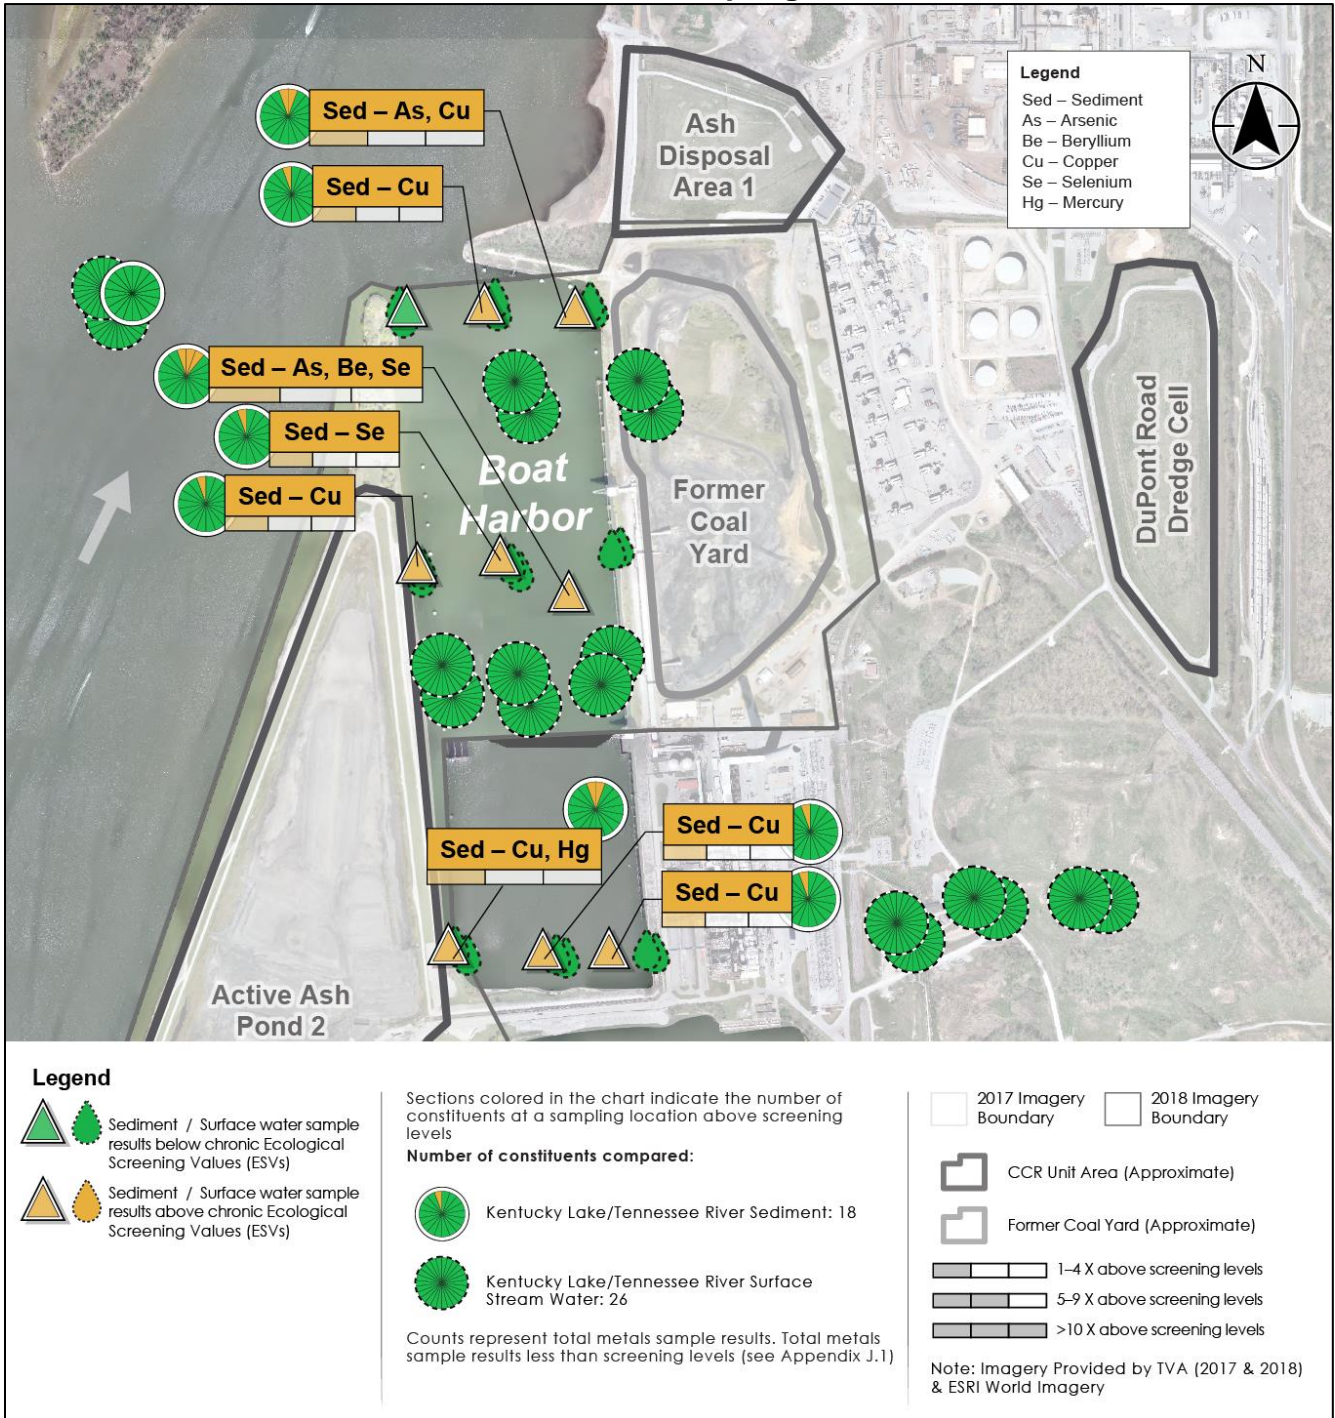 Legend
Sed – Sediment
As – Arsenic
Be – Beryllium
Cu – Copper
Se – Selenium
Hg – Mercury
N
Sed – As, Cu
Sed – Cu
Ash
Disposal
Area 1
Sed – As, Be, Se
Sed – Se
Sed – Cu
Boat
Harbor
Former
Coal
Yard
DuPont Road
Dredge Cell
Sed – Cu, Hg
Sed – Cu
Sed – Cu
Active Ash
Pond 2
Legend
Sediment / Surface water sample
results below chronic Ecological
Screening Values (ESVs)
Sediment / Surface water sample
results above chronic Ecological
Screening Values (ESVs)
Sections colored in the chart indicate the number of
constituents at a sampling location above screening
levels
Number of constituents compared:
Kentucky Lake/Tennessee River Sediment: 18
Kentucky Lake/Tennessee River Surface
Stream Water: 26
Counts represent total metals sample results. Total metals
sample results less than screening levels (see Appendix J.1)
2017 Imagery
Boundary
2018 Imagery
Boundary
CCR Unit Area (Approximate)
Former Coal Yard (Approximate)
1–4 X above screening levels
5–9 X above screening levels
>10 X above screening levels
Note: Imagery Provided by TVA (2017 & 2018)
& ESRI World Imagery